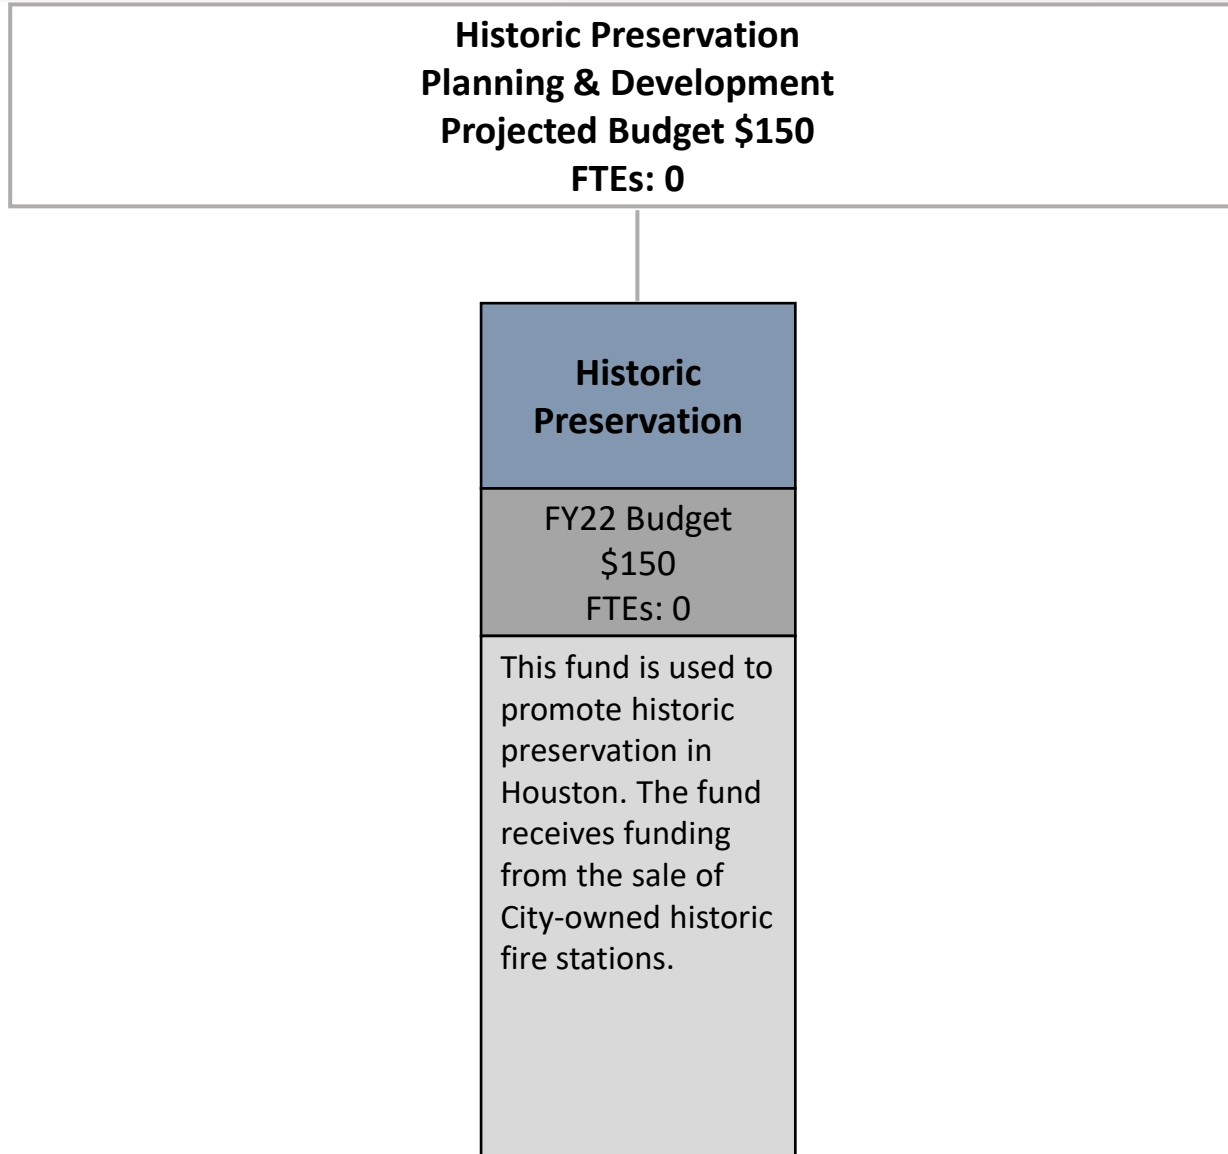 Historic Preservation
Planning & Development
Projected Budget $150
FTEs: 0
Historic
Preservation
FY22 Budget
$150
FTEs: 0
This fund is used to
promote historic
preservation in
Houston. The fund
receives funding
from the sale of
City-owned historic
fire stations.